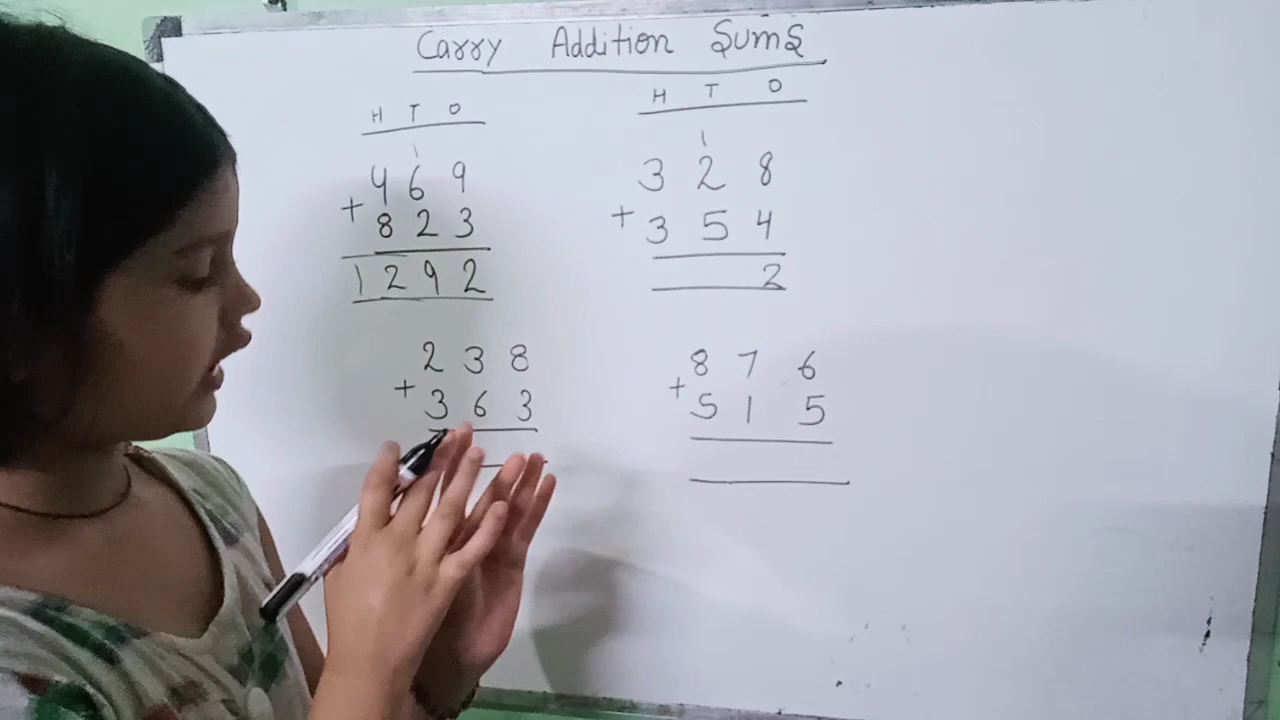 Carry Addition Sums
H T O
1
4 6 9
+ 8 2 3
1 2 9 2
H T O
1
3 2 8
+ 3 5 4
2
2 3 8
+ 3 6 3
8 7 6
+ 5 1 5